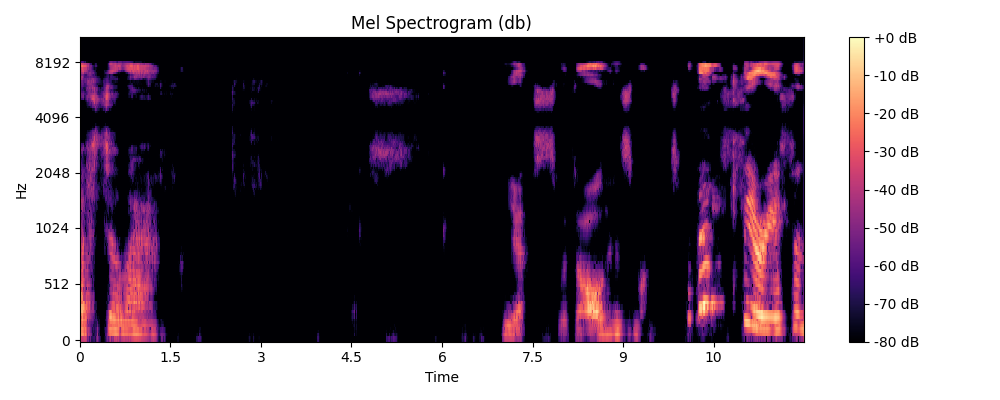 Mel Spectrogram (db)
8192
4096
2048
1024
512
0
Hz
0 1.5 3 4.5 6 7.5 9 10
Time
+0 dB
-10 dB
-20 dB
-30 dB
-40 dB
-50 dB
-60 dB
-70 dB
-80 dB